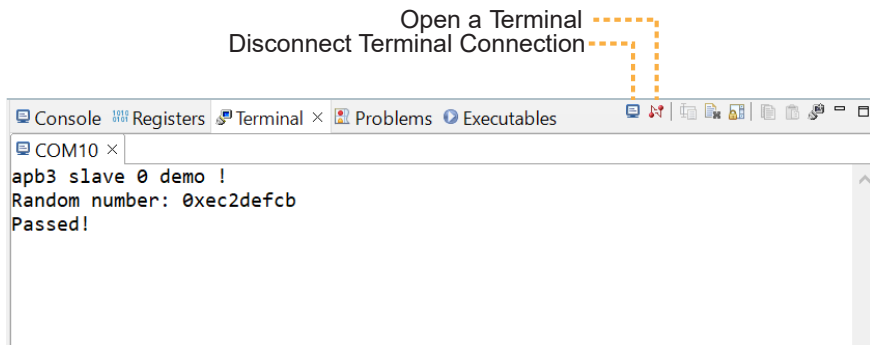 Open a Terminal
Disconnect Terminal Connection
Console Registers Terminal Problems Executables
COM10
apb3 slave 0 demo !
Random number: 0xec2defcb
Passed!